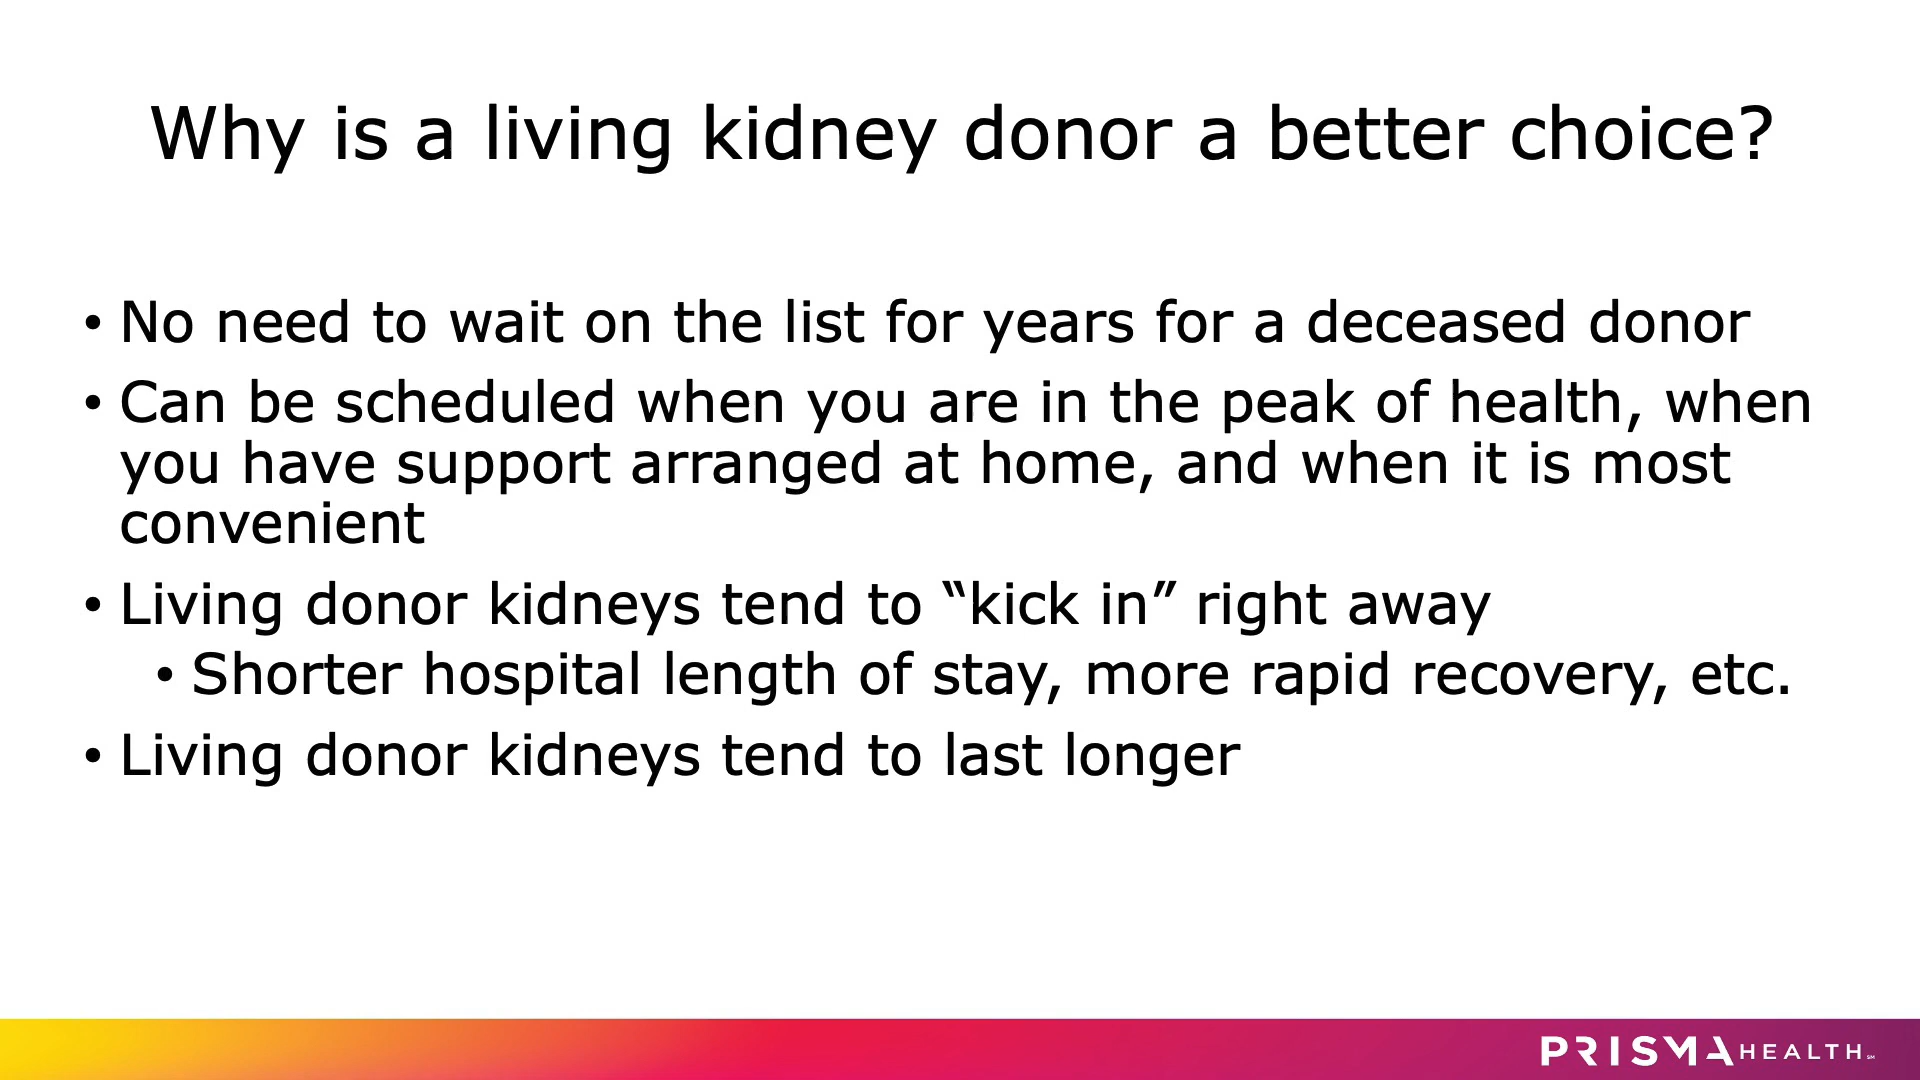 Why is a living kidney donor a better choice?
• No need to wait on the list for years for a deceased donor
• Can be scheduled when you are in the peak of health, when
you have support arranged at home, and when it is most
convenient
• Living donor kidneys tend to “kick in” right away
• Shorter hospital length of stay, more rapid recovery, etc.
• Living donor kidneys tend to last longer
PRISMA HEALTH℠